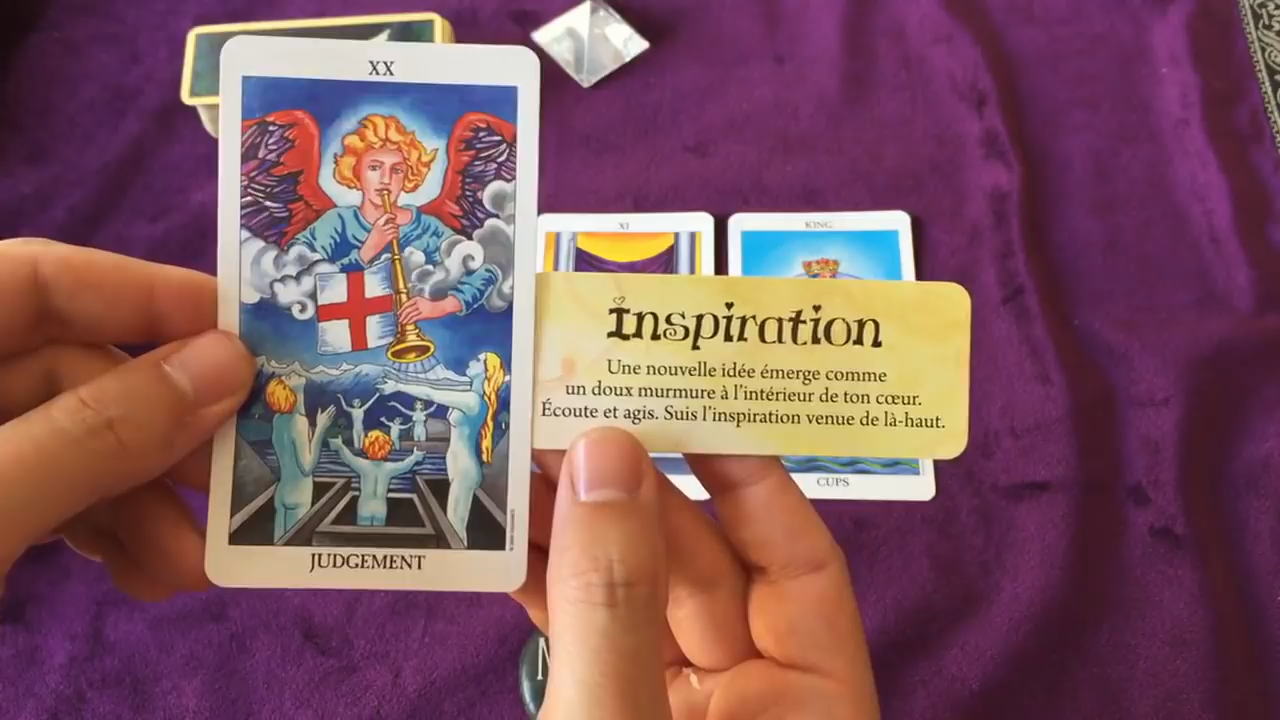 XX
JUDGEMENT
XI
KING
CUPS
inspiration
Une nouvelle idée émerge comme
un doux murmure à l'intérieur de ton cœur.
Écoute et agis. Suis l'inspiration venue de là-haut.
N